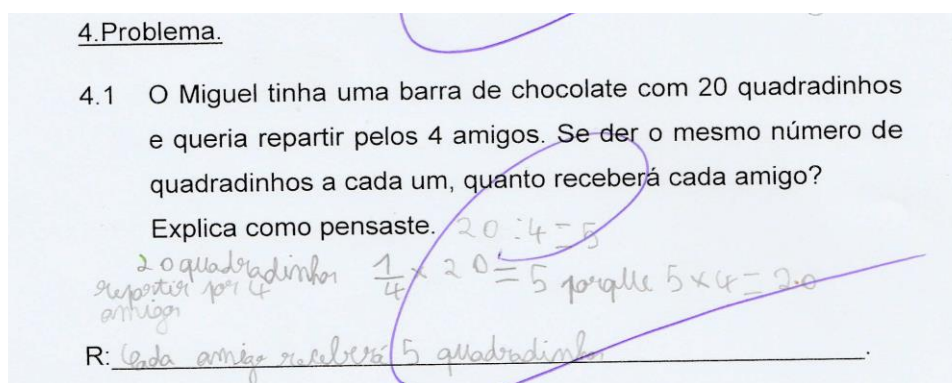 4.Problema.
4.1 O Miguel tinha uma barra de chocolate com 20 quadradinhos
e queria repartir pelos 4 amigos. Se der o mesmo número de
quadradinhos a cada um, quanto receberá cada amigo?
Explica como pensaste. 20:4=5
20 quadradinhos 1/4 x 20 = 5 porque 5x4=20
repartir por 4
amigos
R: Cada amigo receberá 5 quadradinhos.